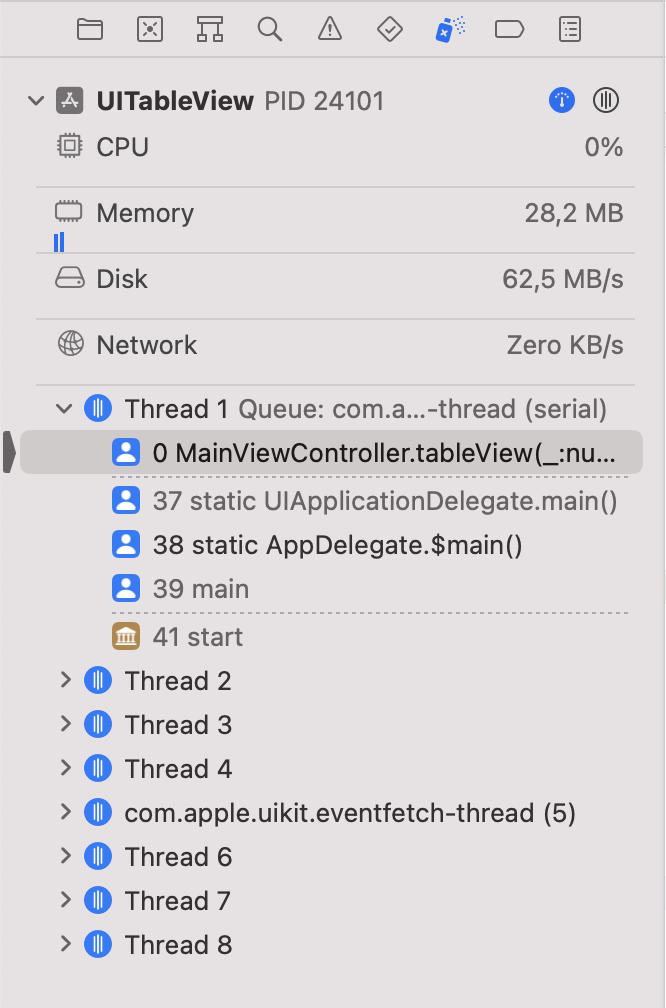 UITableView PID 24101
CPU 0%
Memory 28,2 MB
Disk 62,5 MB/s
Network Zero KB/s
Thread 1 Queue: com.a...-thread (serial)
0 MainViewController.tableView(_:nu...
37 static UIApplicationDelegate.main()
38 static AppDelegate.$main()
39 main
41 start
Thread 2
Thread 3
Thread 4
com.apple.uikit.eventfetch-thread (5)
Thread 6
Thread 7
Thread 8